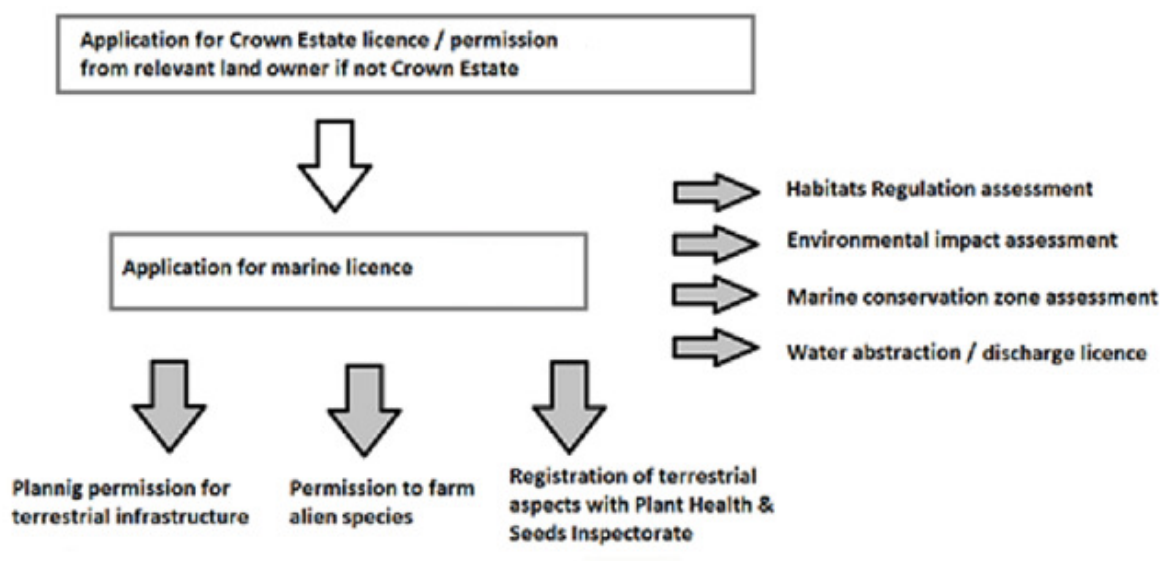 Application for Crown Estate licence / permission
from relevant land owner if not Crown Estate
Habitats Regulation assessment
Environmental impact assessment
Application for marine licence
Marine conservation zone assessment
Water abstraction / discharge licence
Plannig permission for
terrestrial infrastructure
Permission to farm
alien species
Registration of terrestrial
aspects with Plant Health &
Seeds Inspectorate